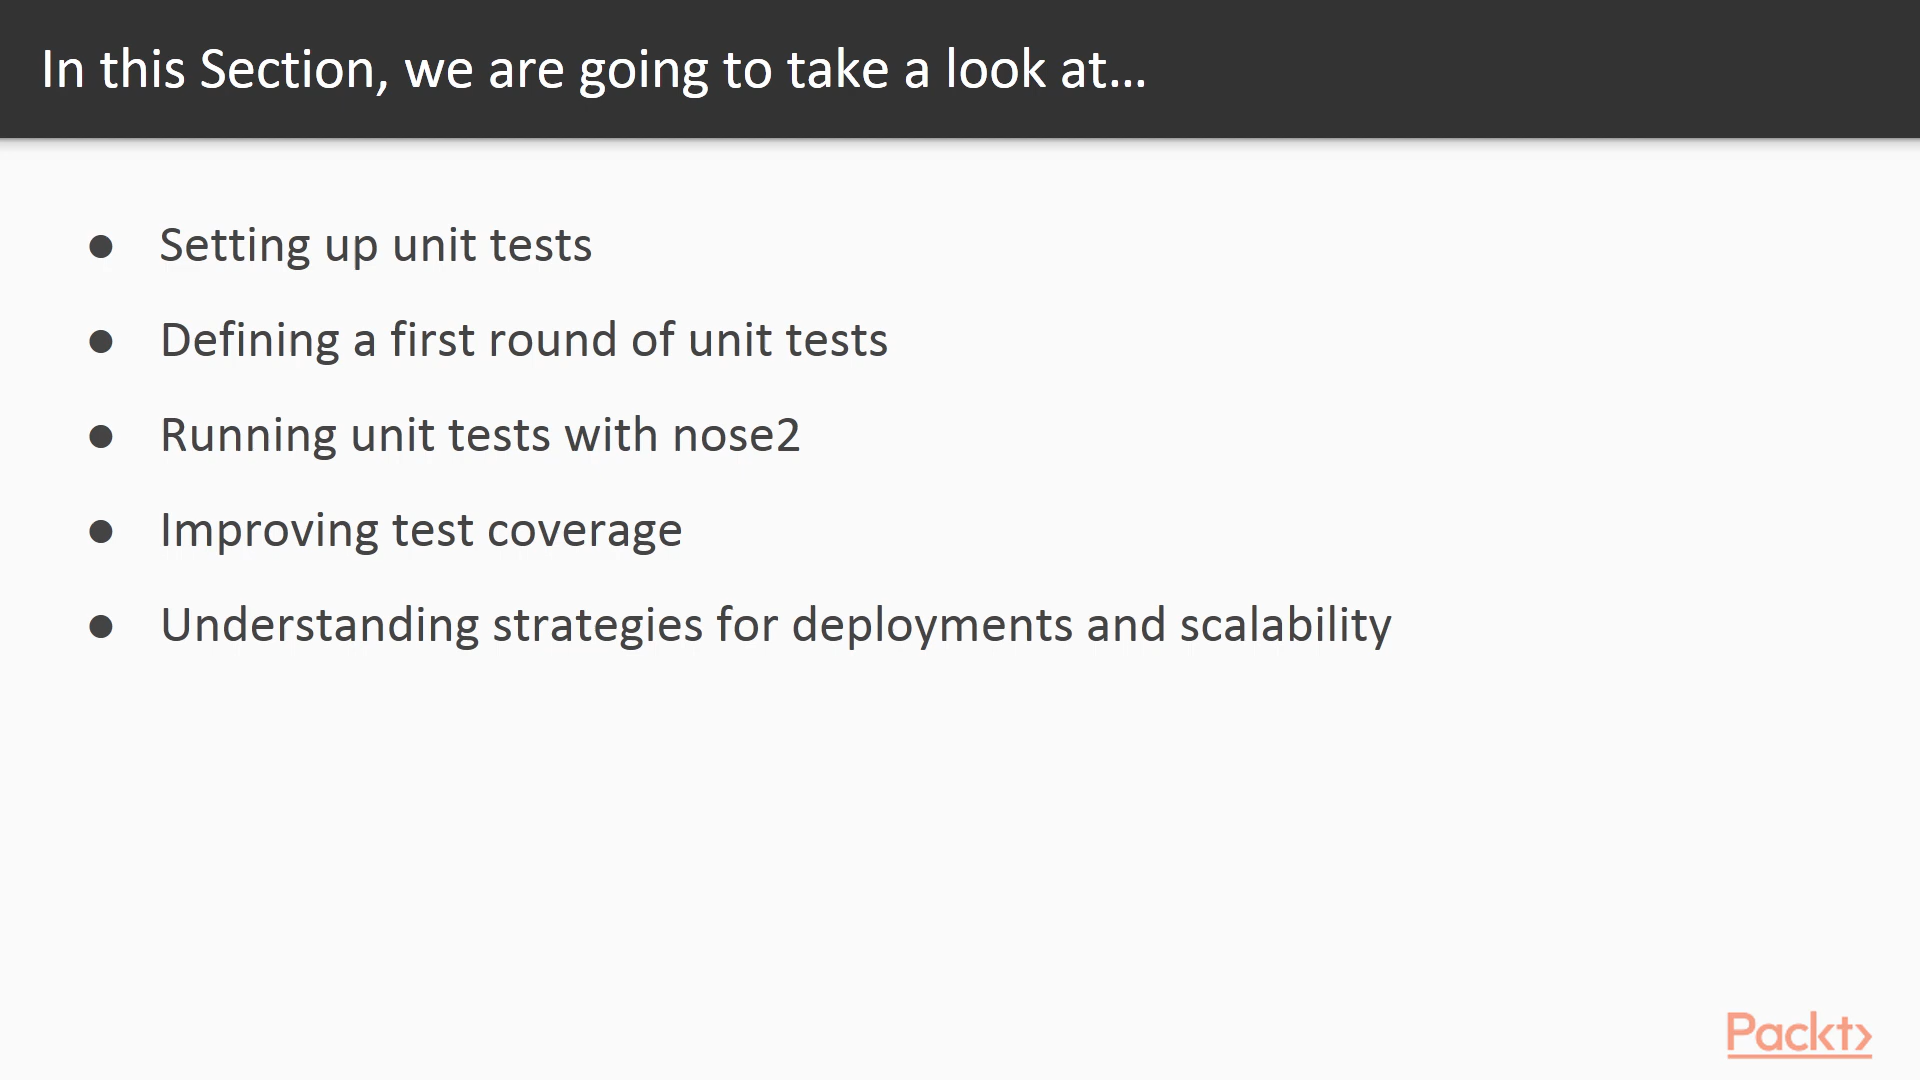 In this Section, we are going to take a look at...
● Setting up unit tests
● Defining a first round of unit tests
● Running unit tests with nose2
● Improving test coverage
● Understanding strategies for deployments and scalability
Packt>